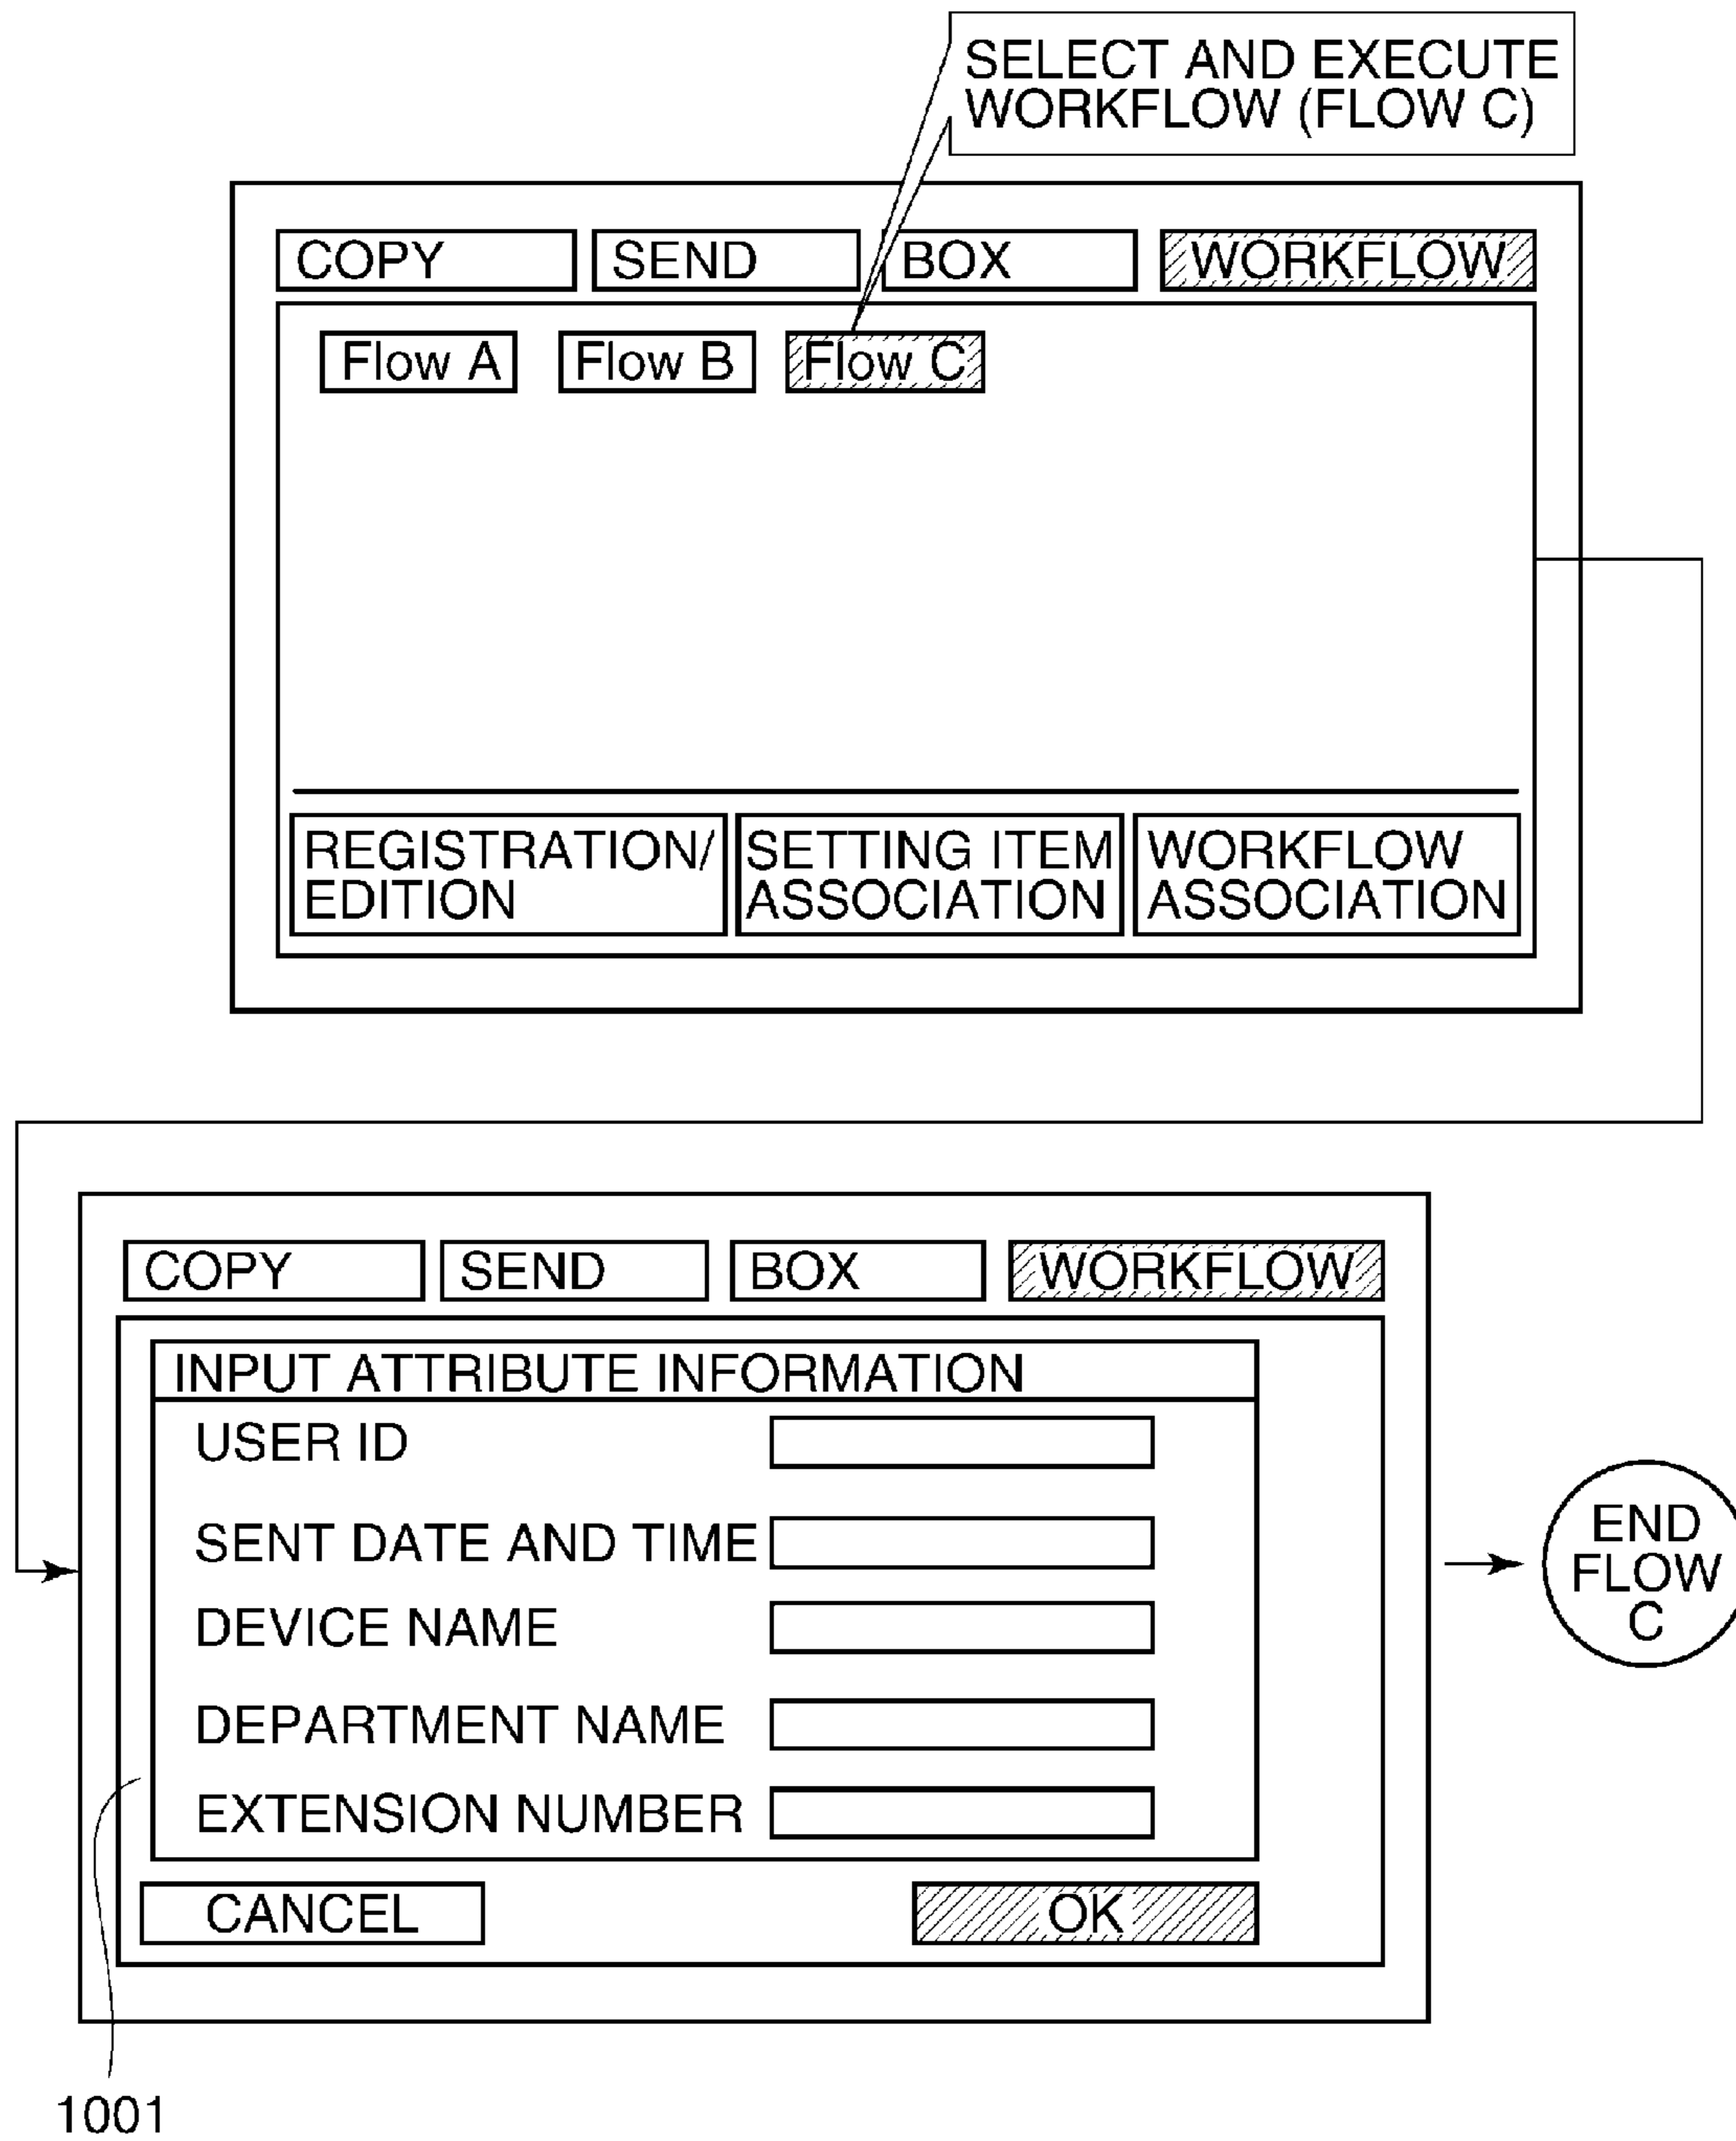 SELECT AND EXECUTE
WORKFLOW (FLOW C)
COPY SEND BOX WORKFLOW
Flow A Flow B Flow C
REGISTRATION/
EDITION
SETTING ITEM
ASSOCIATION
WORKFLOW
ASSOCIATION
COPY SEND BOX WORKFLOW
INPUT ATTRIBUTE INFORMATION
USER ID
SENT DATE AND TIME
DEVICE NAME
DEPARTMENT NAME
EXTENSION NUMBER
CANCEL OK
END
FLOW
C
1001